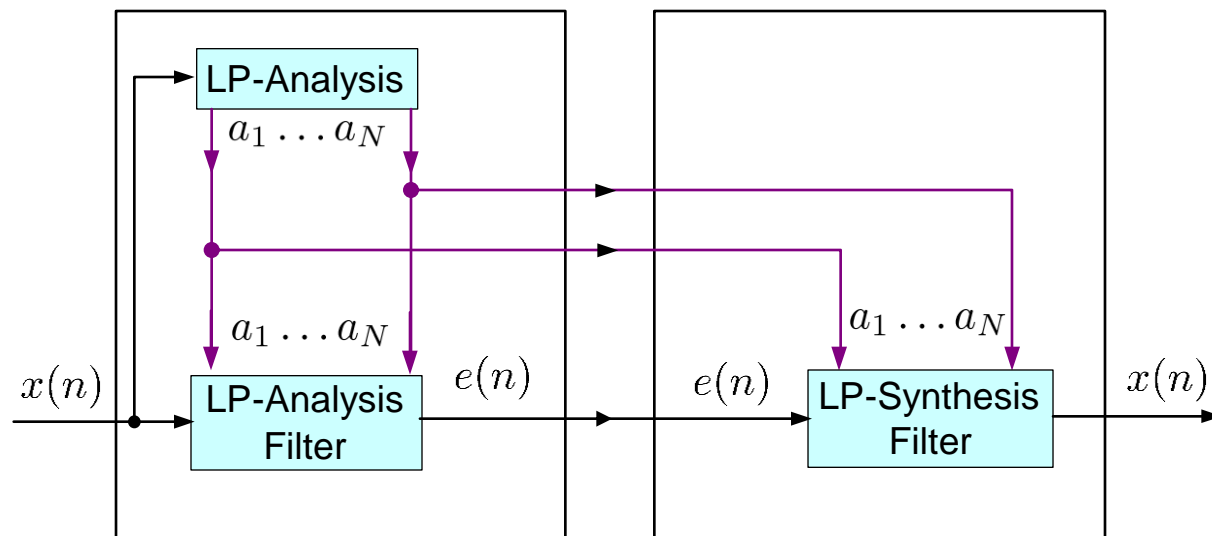 LP-Analysis
a₁ … a_N
a₁ … a_N
a₁ … a_N
x(n)
LP-Analysis
Filter
e(n)
e(n)
LP-Synthesis
Filter
x(n)